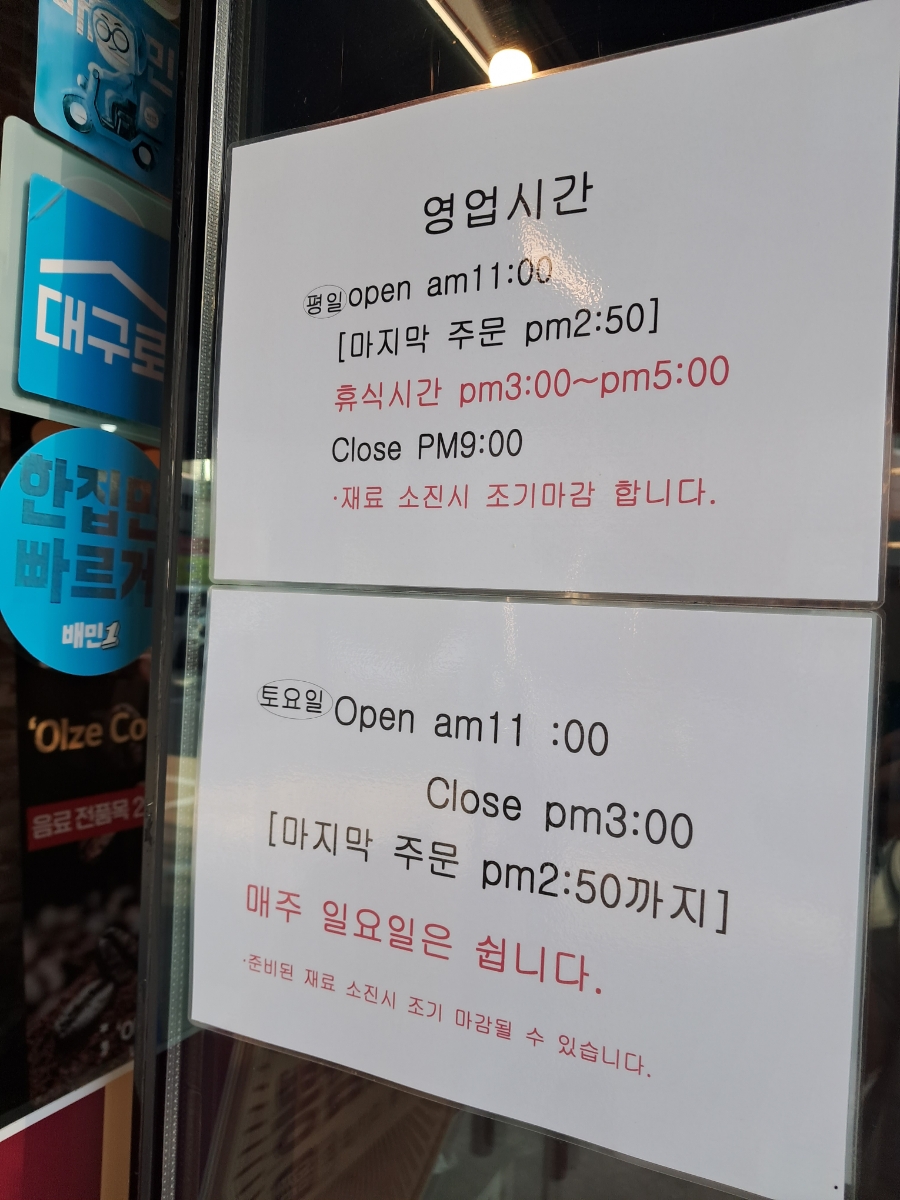 영업시간
평일 open am11:00
[마지막 주문 pm2:50]
휴식시간 pm3:00~pm5:00
Close PM9:00
·재료 소진시 조기마감 합니다.
토요일 Open am11 :00
Close pm3:00
[마지막 주문 pm2:50까지]
매주 일요일은 쉽니다.
·준비된 재료 소진시 조기 마감될 수 있습니다.
배민
대구로
한집만
빠르게
배민1
'Olze Co
음료 전품목 2